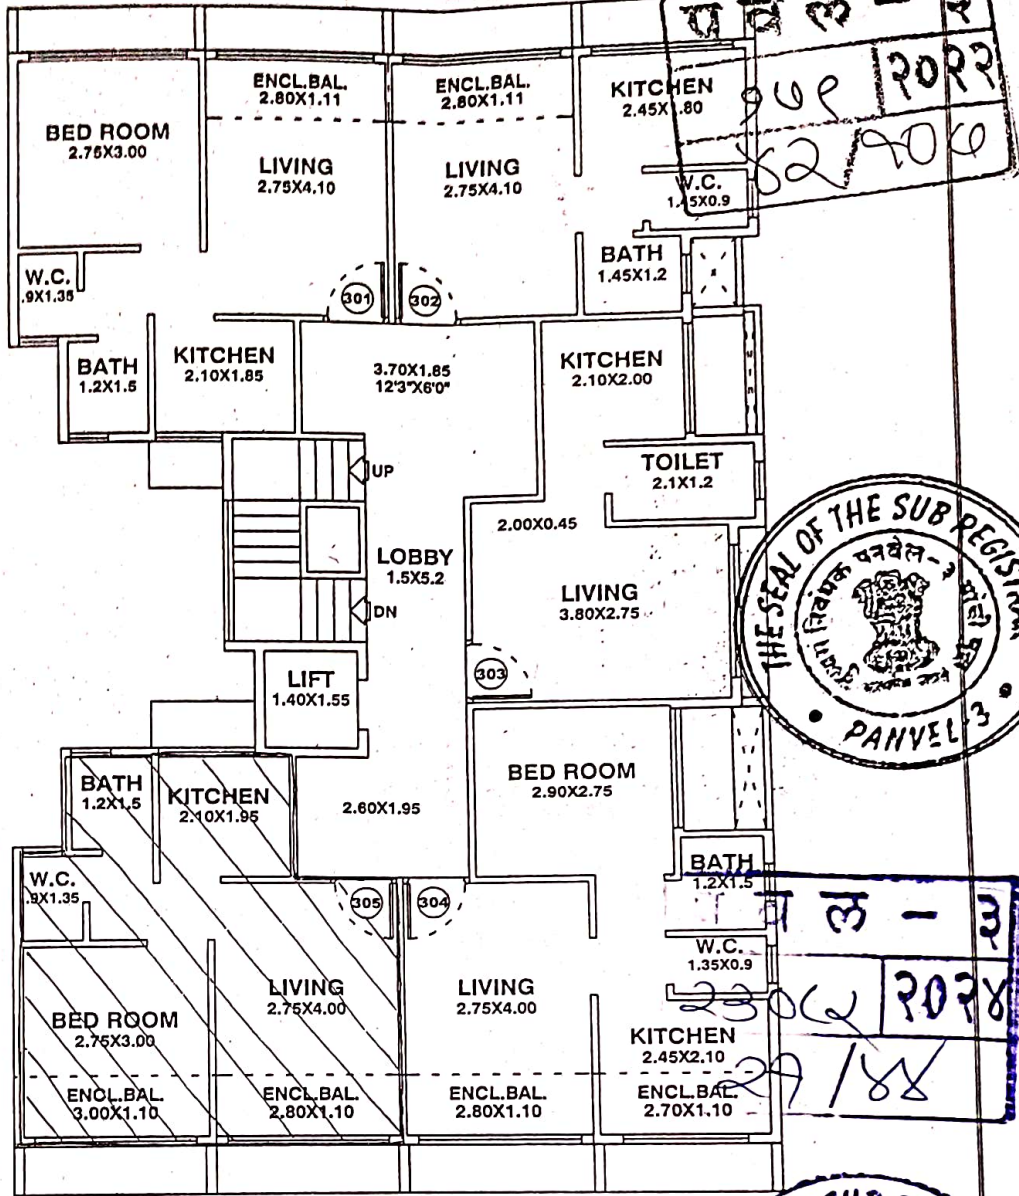 ENCL.BAL.
2.80X1.11
ENCL.BAL.
2.80X1.11
KITCHEN
BED ROOM
2.75X3.00
LIVING
2.75X4.10
LIVING
2.75X4.10
२०२२
W.C.
BATH
1.45X1.2
W.C.
.9X1.35
301
302
BATH
1.2X1.5
KITCHEN
2.10X1.85
3.70X1.85
12'3"X6'0"
KITCHEN
2.10X2.00
UP
TOILET
2.1X1.2
2.00X0.45
LOBBY
1.5X5.2
LIVING
3.80X2.75
DN
THE SEAL OF THE SUB
PANVEL-3
LIFT
1.40X1.55
303
BED ROOM
2.90X2.75
BATH
1.2X1.5
KITCHEN
2.10X1.95
2.60X1.95
BATH
1.2X1.5
W.C.
.9X1.35
305
304
व ल - ३
W.C.
1.35X0.9
२०२४
LIVING
2.75X4.00
LIVING
2.75X4.00
BED ROOM
2.75X3.00
KITCHEN
2.45X2.10
ENCL.BAL.
3.00X1.10
ENCL.BAL.
2.80X1.10
ENCL.BAL.
2.80X1.10
ENCL.BAL.
2.70X1.10